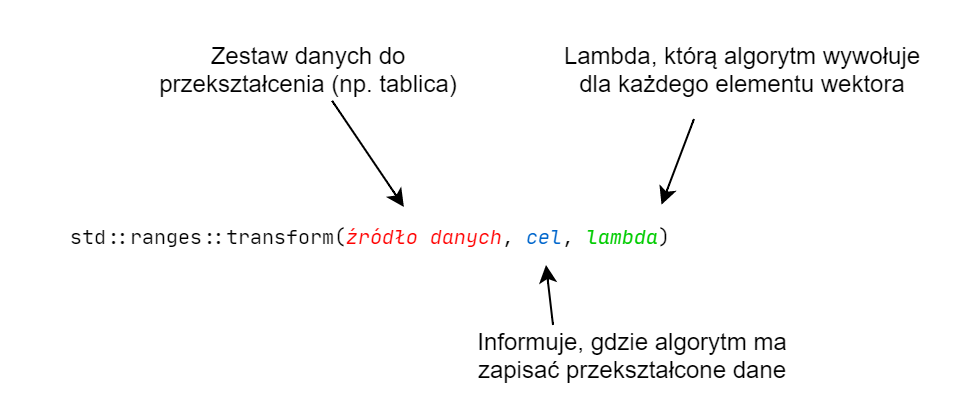 Zestaw danych do
przekształcenia (np. tablica)
Lambda, którą algorytm wywołuje
dla każdego elementu wektora
std::ranges::transform(źródło danych, cel, lambda)
Informuje, gdzie algorytm ma
zapisać przekształcone dane